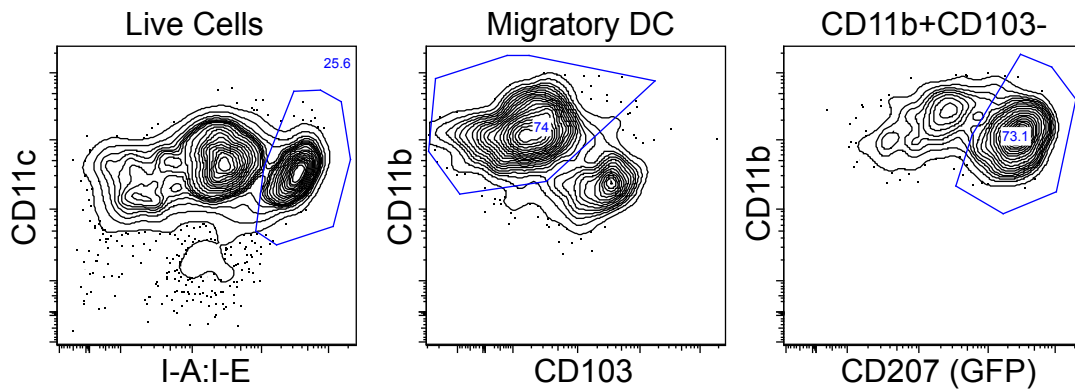 Live Cells
Migratory DC
CD11b+CD103-
25.6
74
73.1
CD11c
CD11b
CD11b
I-A:I-E
CD103
CD207 (GFP)